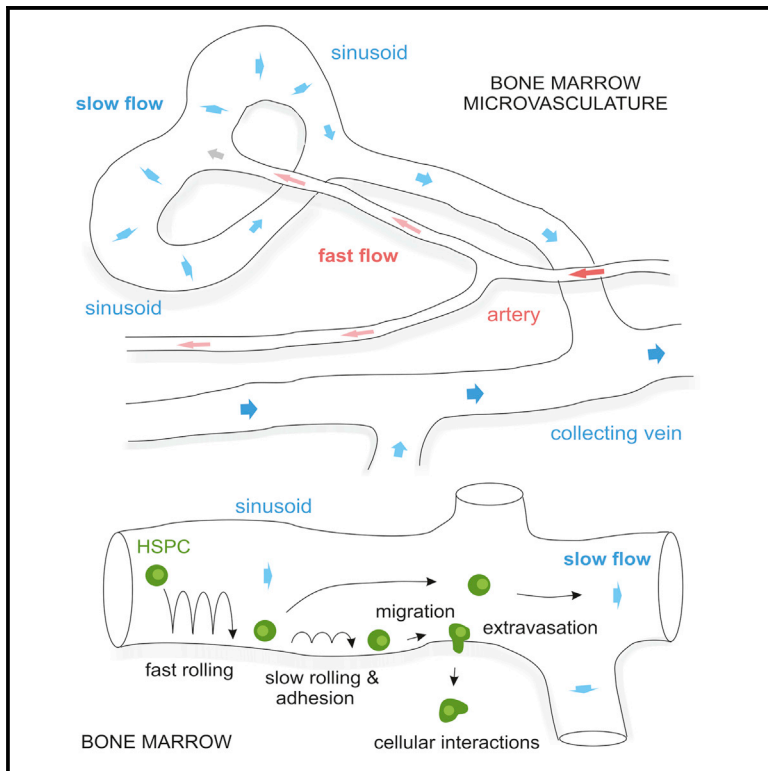 sinusoid
BONE MARROW
MICROVASCULATURE
slow flow
fast flow
sinusoid
artery
collecting vein
sinusoid
HSPC
slow flow
migration
extravasation
fast rolling
slow rolling &
adhesion
cellular interactions
BONE MARROW